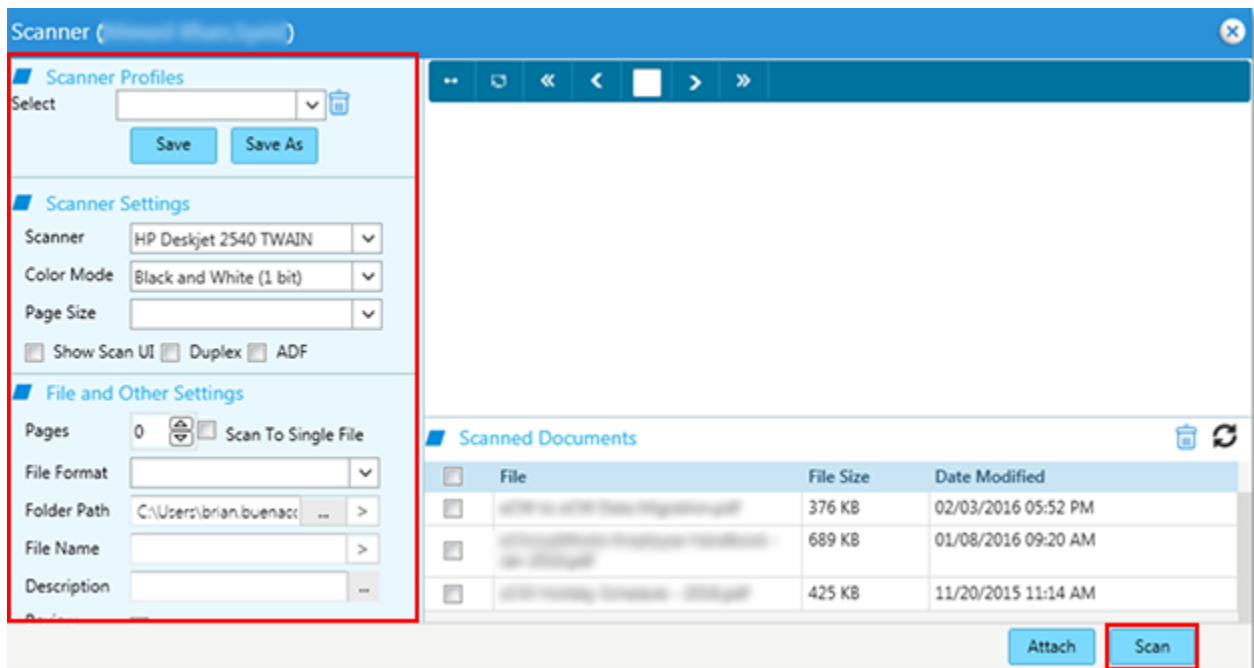 Scanner ( )
Scanner Profiles
Select
Save Save As
Scanner Settings
Scanner HP Deskjet 2540 TWAIN
Color Mode Black and White (1 bit)
Page Size
Show Scan UI Duplex ADF
File and Other Settings
Pages 0 Scan To Single File
File Format
Folder Path C:\Users\brian.buenacc ... >
File Name >
Description ...
Scanned Documents
File File Size Date Modified
376 KB 02/03/2016 05:52 PM
689 KB 01/08/2016 09:20 AM
425 KB 11/20/2015 11:14 AM
Attach Scan